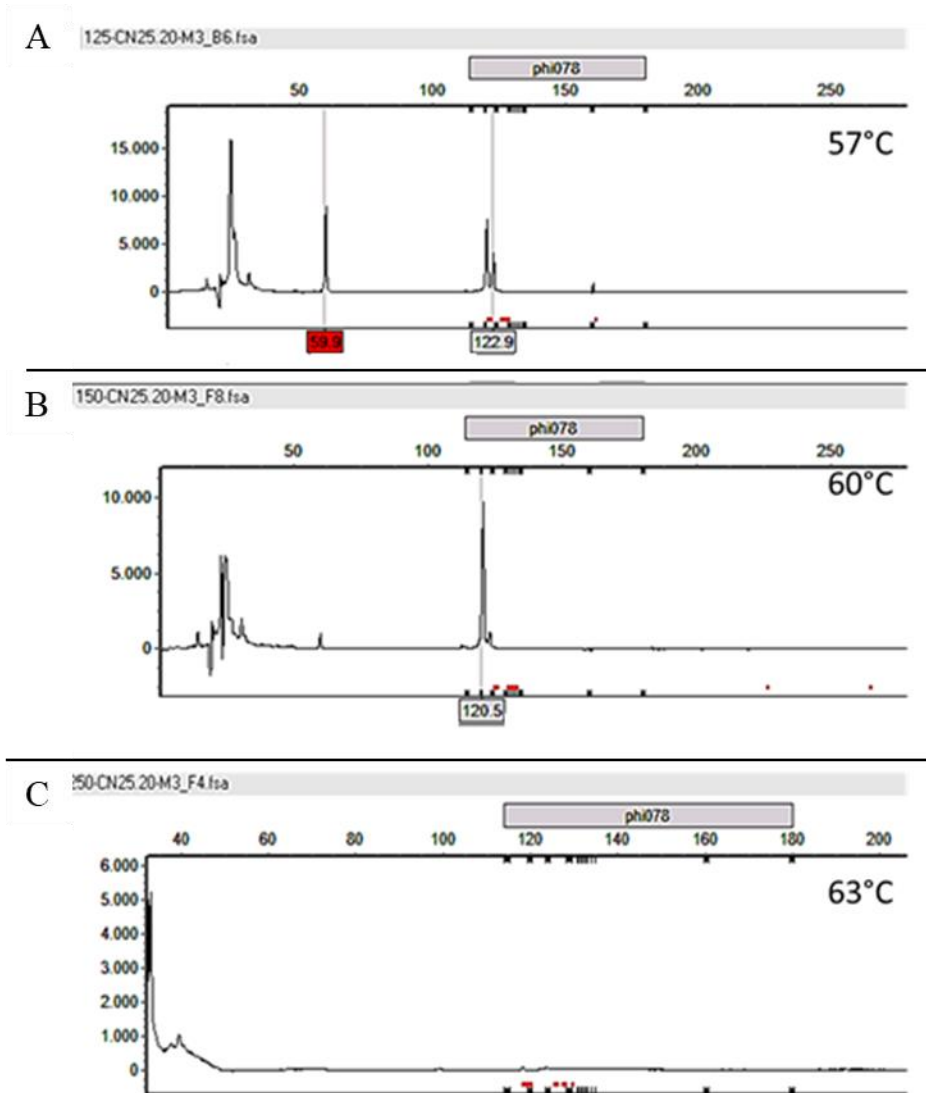 A
125-CN25.20-M3_B6.fsa
phi078
50 100 150 200 250
57°C
15.000
10.000
5.000
0
59.9 122.9
B
150-CN25.20-M3_F8.fsa
phi078
50 100 150 200 250
60°C
10.000
5.000
0
120.5
C
250-CN25.20-M3_F4.fsa
phi078
40 60 80 100 120 140 160 180 200
63°C
6.000
5.000
4.000
3.000
2.000
1.000
0